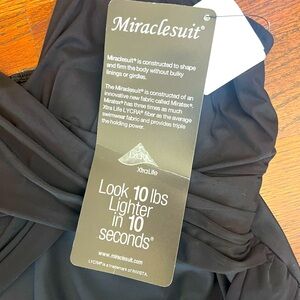 Miraclesuit®
Miraclesuit® is constructed to shape
and firm the body without bulky
linings or girdles.
The Miraclesuit® is constructed of an
innovative new fabric called Miratex®.
Miratex® has three times as much
Xtra Life LYCRA® fiber as the average
swimwear fabric and provides triple
the holding power.
LYCRA
XtraLife
Look 10 lbs
Lighter
in 10
seconds®
www.miraclesuit.com
LYCRA is a trademark of INVISTA.